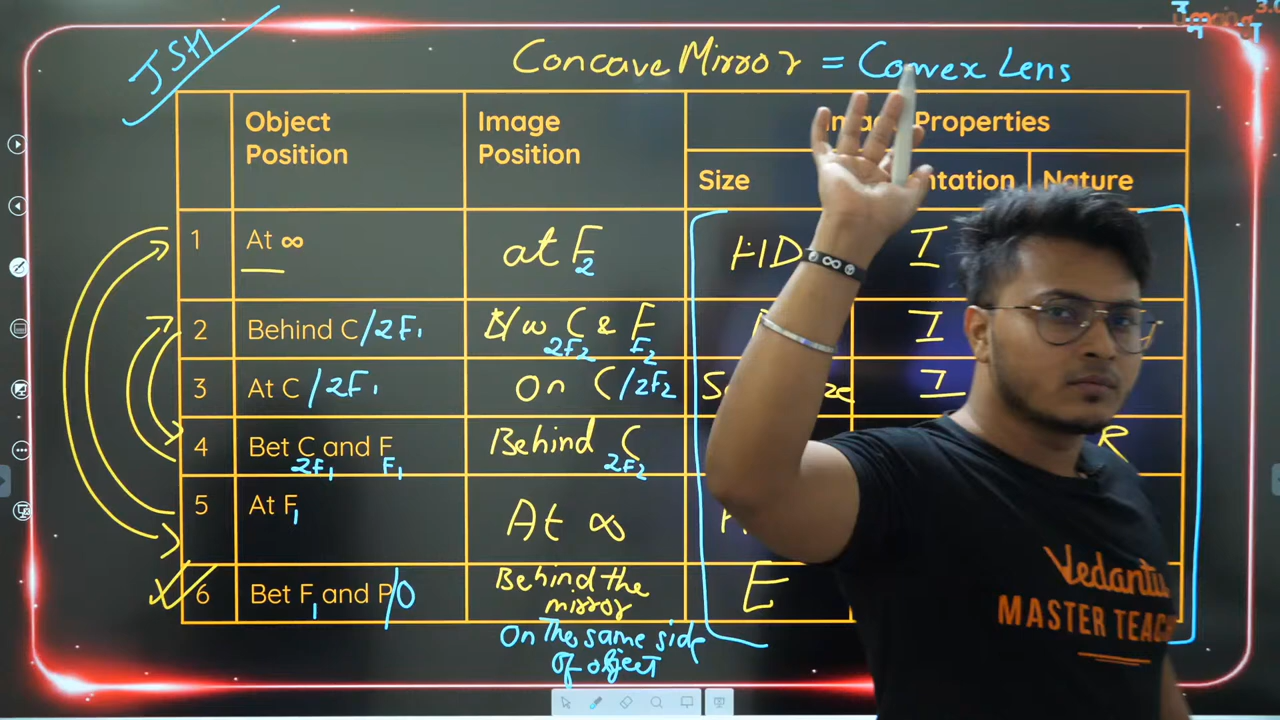 JSH
Concave Mirror = Convex Lens
Object Position
Image Position
Image Properties
Size
Nature
1
At ∞
at F₂
HD
I
2
Behind C/2F₁
B/w C & F
2F₂ F₂
I
3
At C/2F₁
On C/2F₂
I
4
Bet C and F
2F₁ F₁
Behind C
2F₂
R
5
At F₁
At ∞
6
Bet F₁ and P/O
Behind the
mirror
E
On the same side
of object
Vedantu
MASTER TEAC